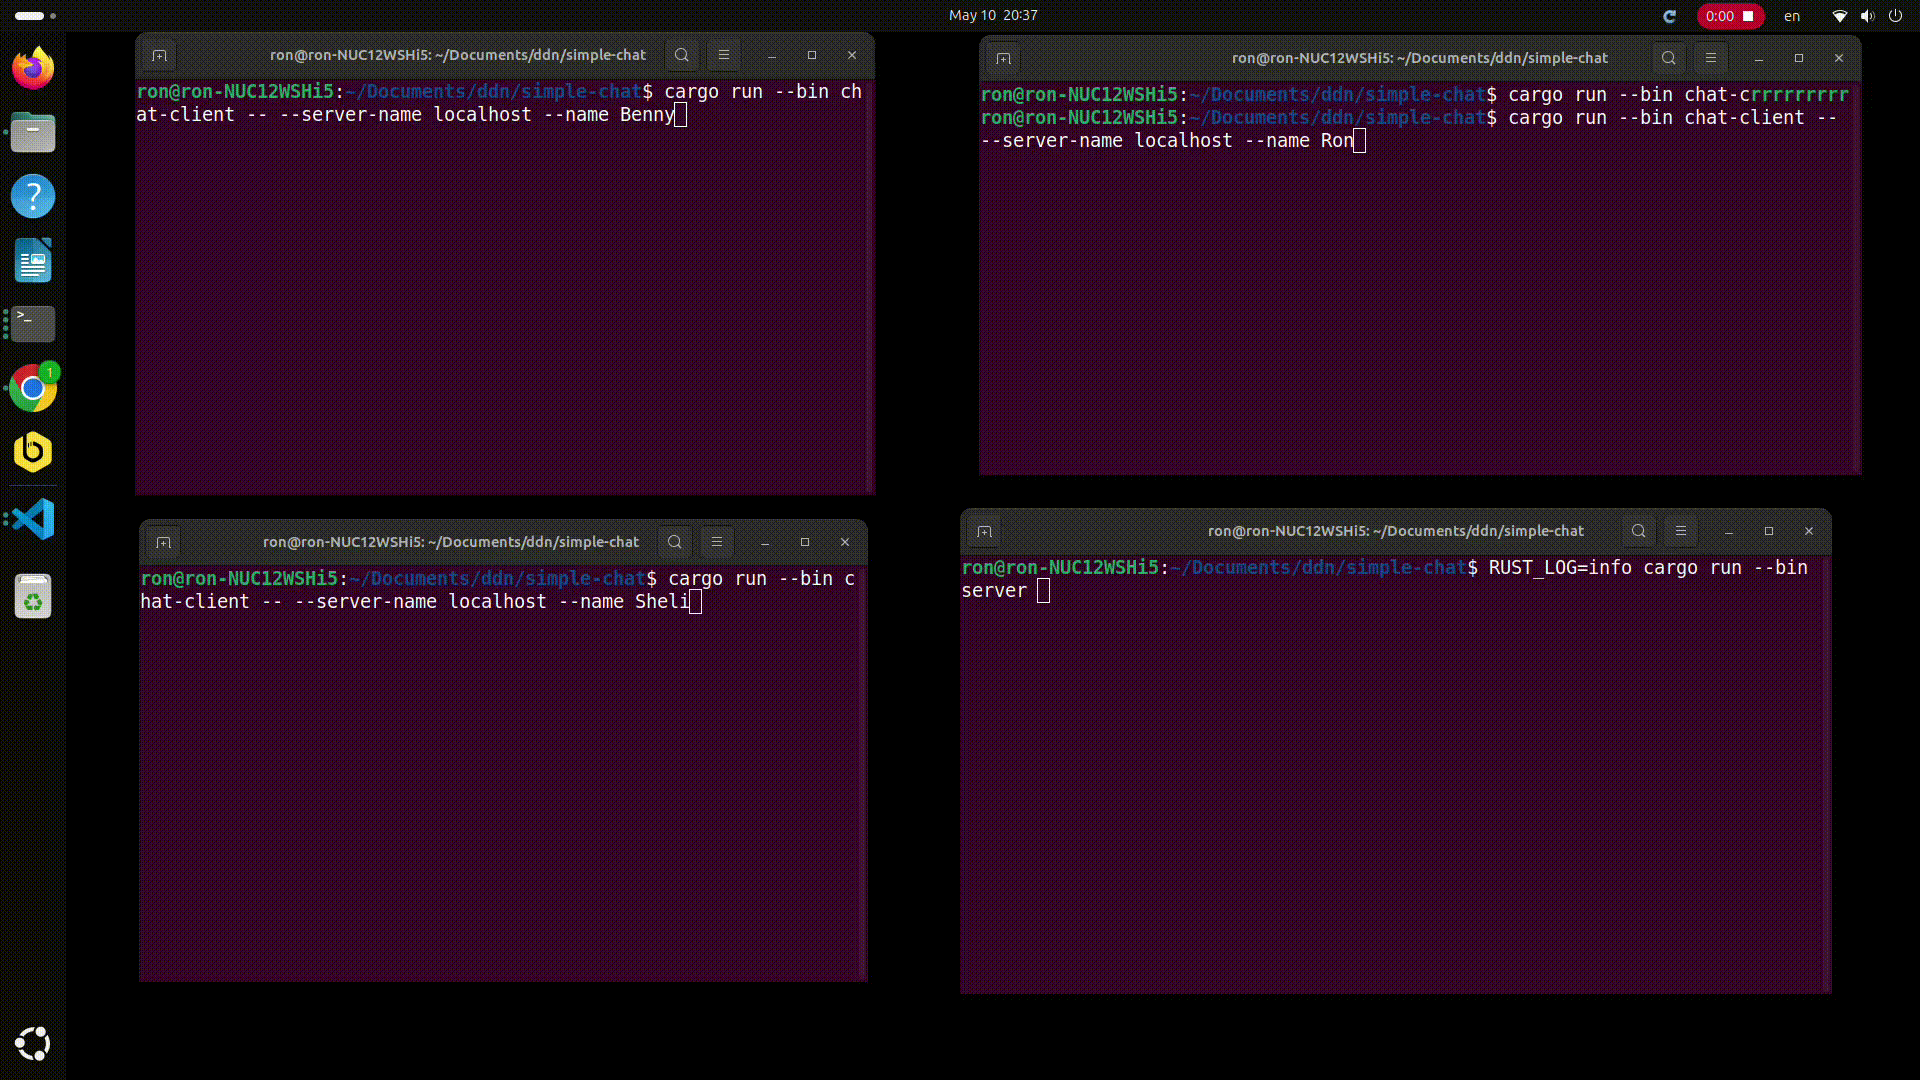 May 10 20:37
0:00
en
ron@ron-NUC12WSHi5: ~/Documents/ddn/simple-chat
ron@ron-NUC12WSHi5:~/Documents/ddn/simple-chat$ cargo run --bin ch
at-client -- --server-name localhost --name Benny
ron@ron-NUC12WSHi5: ~/Documents/ddn/simple-chat
ron@ron-NUC12WSHi5:~/Documents/ddn/simple-chat$ cargo run --bin chat-crrrrrrrrr
ron@ron-NUC12WSHi5:~/Documents/ddn/simple-chat$ cargo run --bin chat-client --
--server-name localhost --name Ron
ron@ron-NUC12WSHi5: ~/Documents/ddn/simple-chat
ron@ron-NUC12WSHi5:~/Documents/ddn/simple-chat$ cargo run --bin c
hat-client -- --server-name localhost --name Sheli
ron@ron-NUC12WSHi5: ~/Documents/ddn/simple-chat
ron@ron-NUC12WSHi5:~/Documents/ddn/simple-chat$ RUST_LOG=info cargo run --bin
server
1